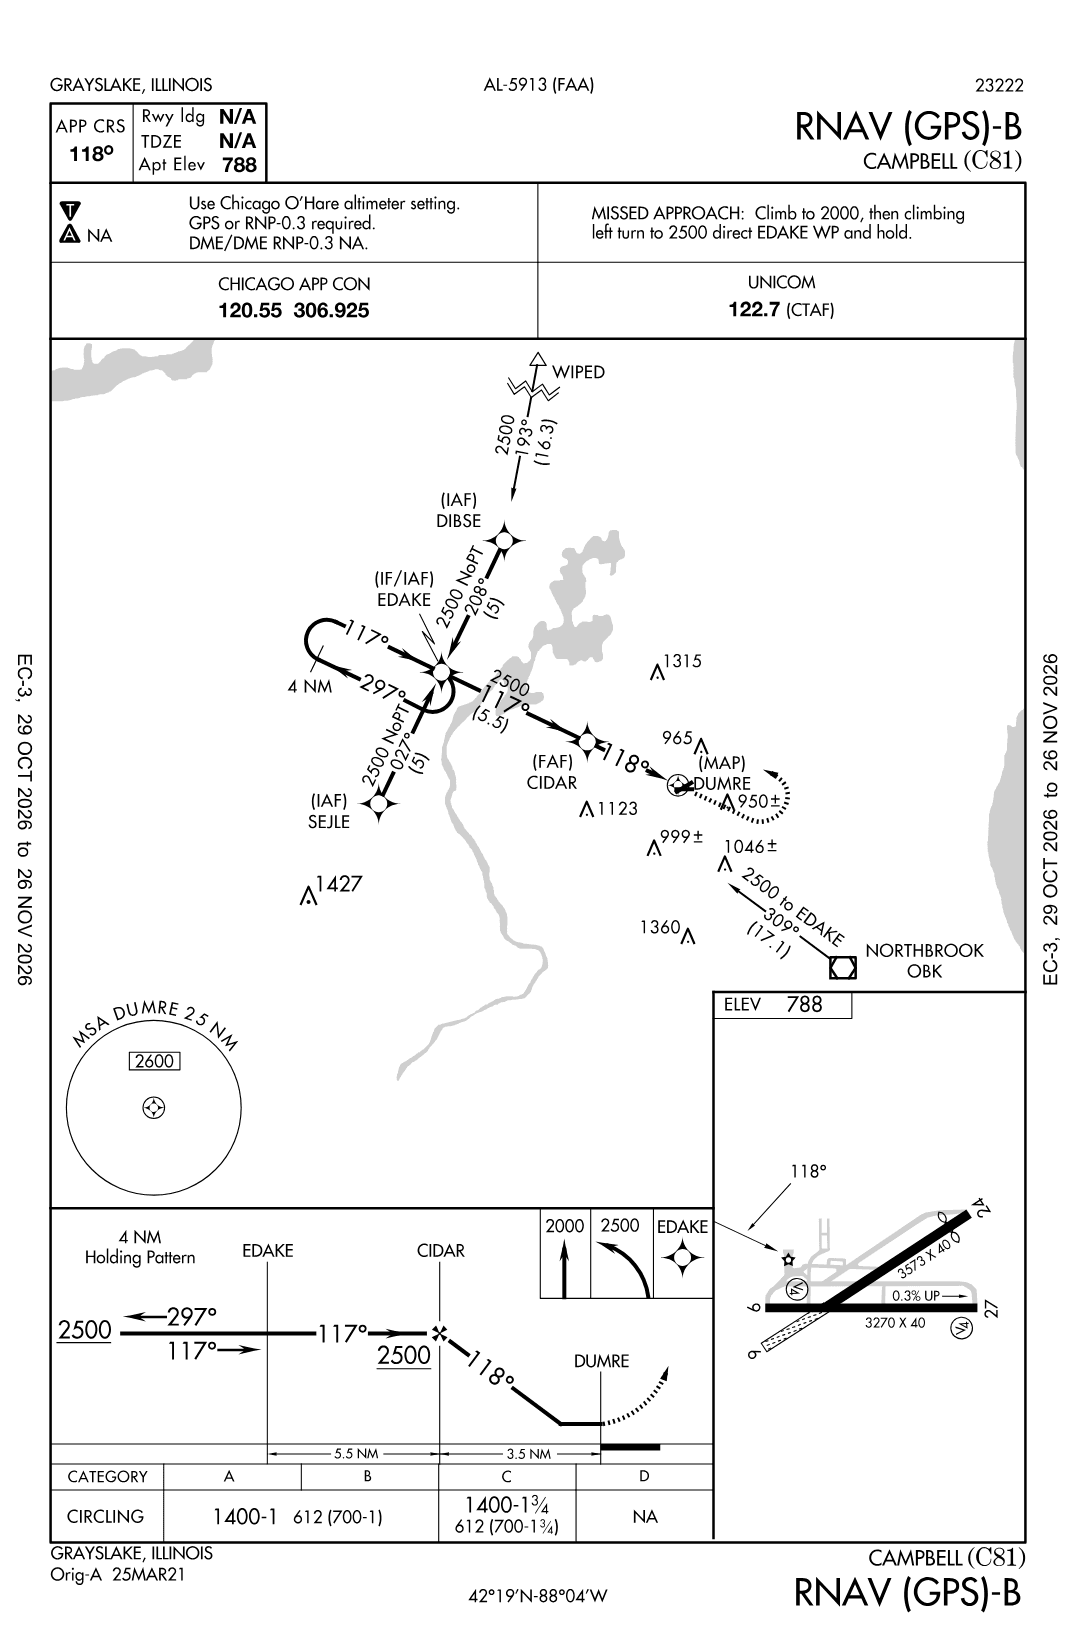 GRAYSLAKE, ILLINOIS
AL-5913 (FAA)
23222
APP CRS
118°
Rwy ldg N/A
TDZE N/A
Apt Elev 788
RNAV (GPS)-B
CAMPBELL (C81)
T
A NA
Use Chicago O'Hare altimeter setting.
GPS or RNP-0.3 required.
DME/DME RNP-0.3 NA.
MISSED APPROACH: Climb to 2000, then climbing
left turn to 2500 direct EDAKE WP and hold.
CHICAGO APP CON
120.55 306.925
UNICOM
122.7 (CTAF)
WIPED
2500
193°
(16.3)
(IAF)
DIBSE
2500 NoPT
208°
(5)
(IF/IAF)
EDAKE
117°
297°
4 NM
2500
117°
(5.5)
2500 NoPT
027°
(5)
(IAF)
SEJLE
1315
965
(FAF)
CIDAR
118°
(MAP)
DUMRE
950±
1123
999±
1046±
1427
1360
2500 to EDAKE
309°
(17.1)
NORTHBROOK
OBK
MSA DUMRE 25 NM
2600
ELEV 788
118°
24
3573 X 40
0.3% UP
9
27
3270 X 40
6
V4
V4
4 NM
Holding Pattern
EDAKE
CIDAR
2000
2500
EDAKE
297°
2500
117°
117°
2500
118°
DUMRE
5.5 NM
3.5 NM
CATEGORY A B C D
CIRCLING
1400-1 612 (700-1)
1400-1¾
612 (700-1¾)
NA
GRAYSLAKE, ILLINOIS
Orig-A 25MAR21
42°19'N-88°04'W
CAMPBELL (C81)
RNAV (GPS)-B
EC-3, 29 OCT 2026 to 26 NOV 2026
EC-3, 29 OCT 2026 to 26 NOV 2026